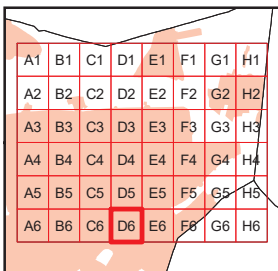 A1 B1 C1 D1 E1 F1 G1 H1
A2 B2 C2 D2 E2 F2 G2 H2
A3 B3 C3 D3 E3 F3 G3 H3
A4 B4 C4 D4 E4 F4 G4 H4
A5 B5 C5 D5 E5 F5 G5 H5
A6 B6 C6 D6 E6 F6 G6 H6